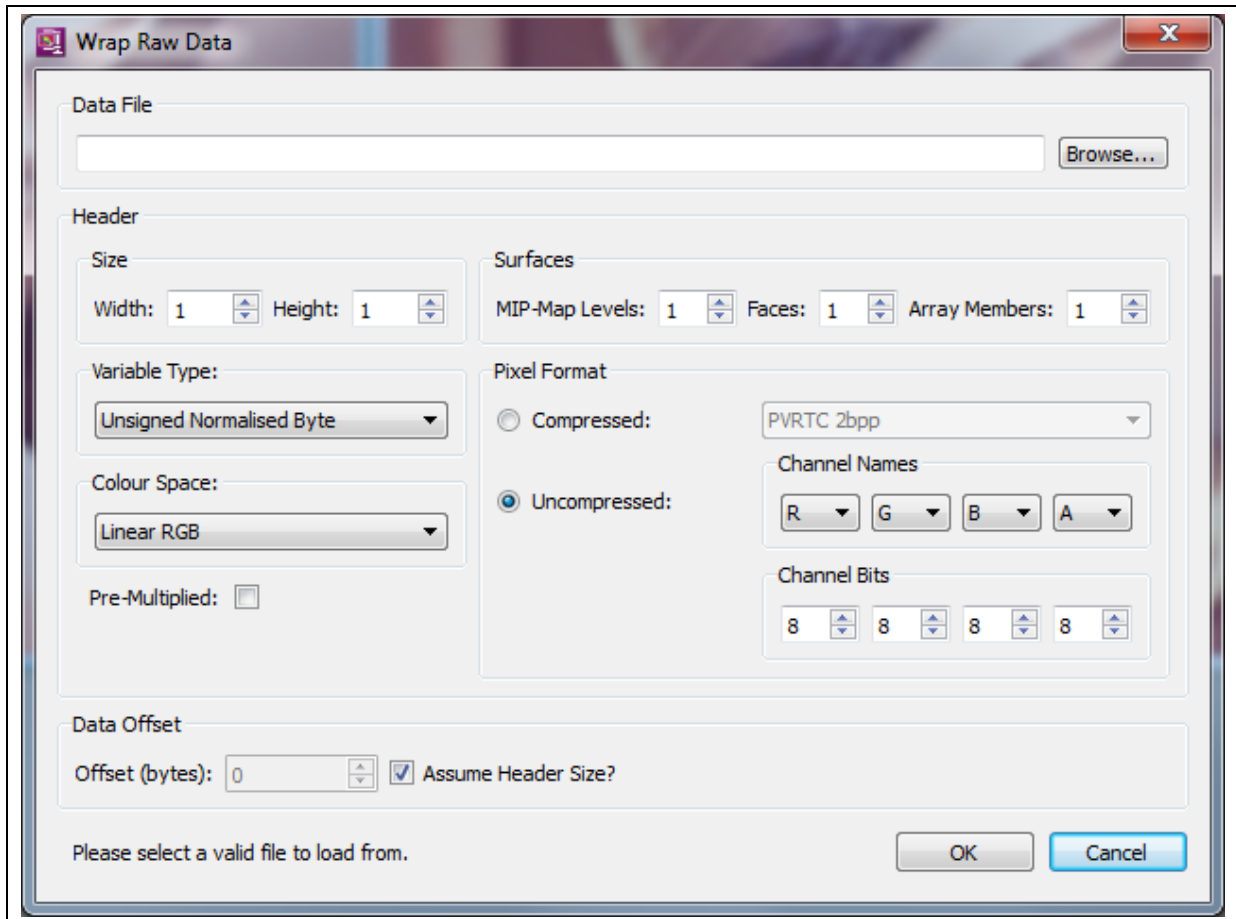 Wrap Raw Data
Data File
Browse...
Header
Size
Width: 1 Height: 1
Surfaces
MIP-Map Levels: 1 Faces: 1 Array Members: 1
Variable Type:
Unsigned Normalised Byte
Colour Space:
Linear RGB
Pre-Multiplied:
Pixel Format
Compressed: PVRTC 2bpp
Uncompressed:
Channel Names
R G B A
Channel Bits
8 8 8 8
Data Offset
Offset (bytes): 0 Assume Header Size?
Please select a valid file to load from.
OK Cancel